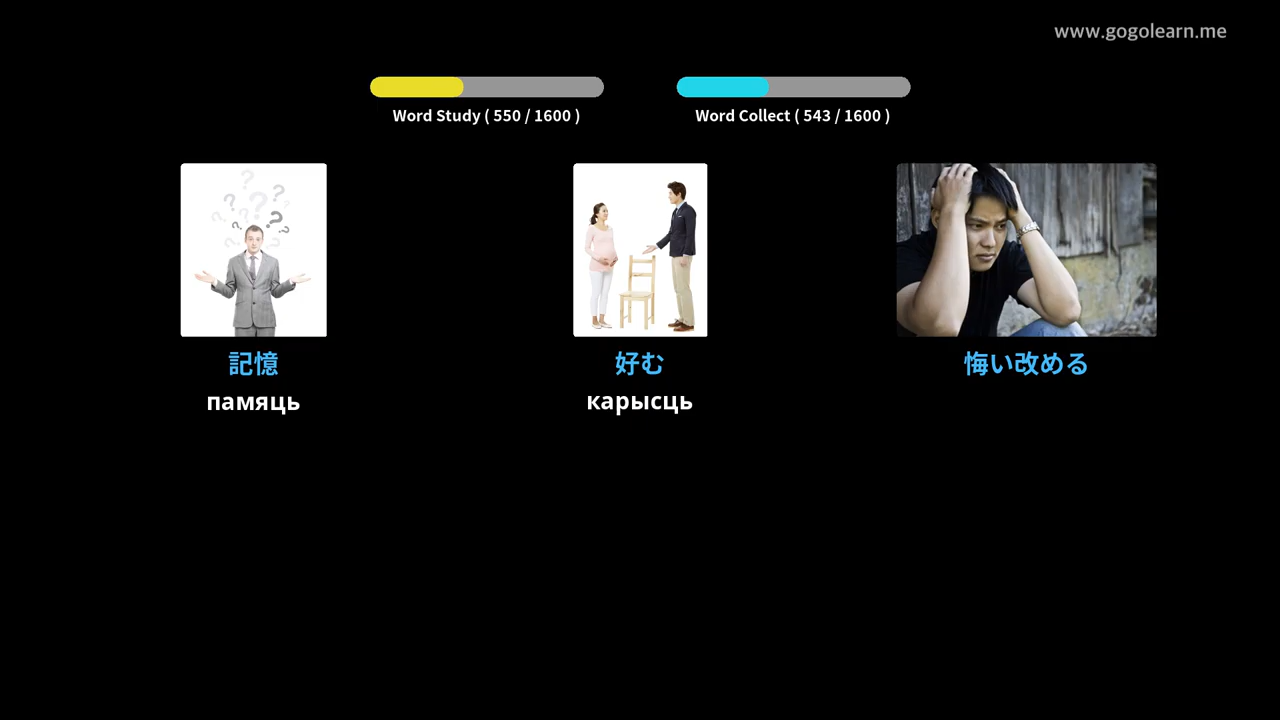 www.gogolearn.me
Word Study ( 550 / 1600 )
Word Collect ( 543 / 1600 )
記憶
памяць
好む
карысць
悔い改める